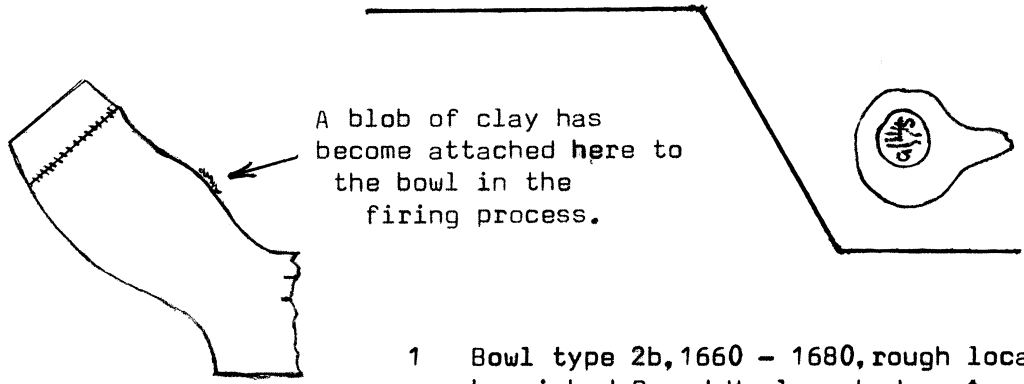 A blob of clay has
become attached here to
the bowl in the
firing process.
1 Bowl type 2b, 1660 – 1680, rough loca